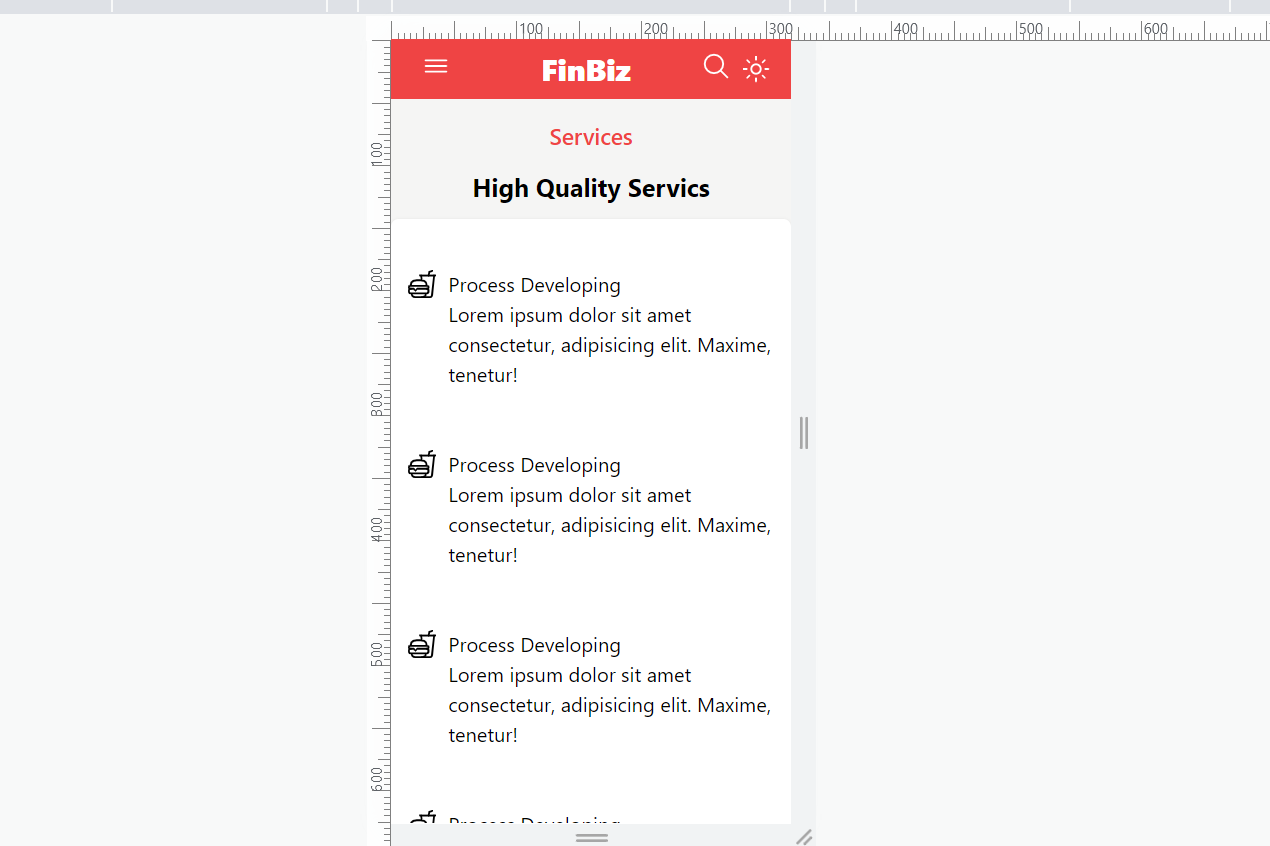 100 200 300 400 500 600
FinBiz
100
Services
High Quality Servics
200
Process Developing
Lorem ipsum dolor sit amet
consectetur, adipisicing elit. Maxime,
tenetur!
300
Process Developing
Lorem ipsum dolor sit amet
consectetur, adipisicing elit. Maxime,
tenetur!
400
500
Process Developing
Lorem ipsum dolor sit amet
consectetur, adipisicing elit. Maxime,
tenetur!
600
Process Developing